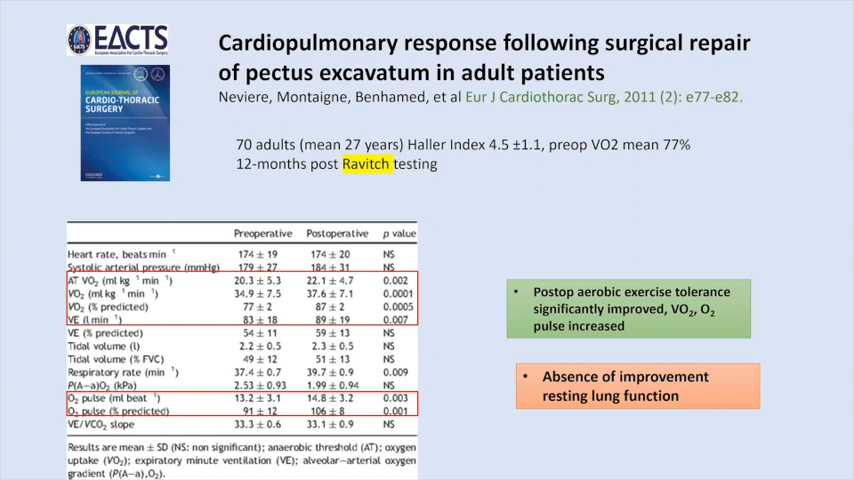 EACTS
European Association For Cardio-Thoracic Surgery
EUROPEAN JOURNAL OF
CARDIO-THORACIC
SURGERY
Cardiopulmonary response following surgical repair
of pectus excavatum in adult patients
Neviere, Montaigne, Benhamed, et al Eur J Cardiothorac Surg, 2011 (2): e77-e82.
70 adults (mean 27 years) Haller Index 4.5 ±1.1, preop VO2 mean 77%
12-months post Ravitch testing
Preoperative Postoperative p value
Heart rate, beats min ¹ 174 ± 19 174 ± 20 NS
Systolic arterial pressure (mmHg) 179 ± 27 184 ± 31 NS
AT VO₂ (ml kg ¹ min ¹) 20.3 ± 5.3 22.1 ± 4.7 0.002
VO₂ (ml kg ¹ min ¹) 34.9 ± 7.5 37.6 ± 7.1 0.0001
VO₂ (% predicted) 77 ± 2 87 ± 2 0.0005
VE (l min ¹) 83 ± 18 89 ± 19 0.007
VE (% predicted) 54 ± 11 59 ± 13 NS
Tidal volume (l) 2.2 ± 0.5 2.3 ± 0.5 NS
Tidal volume (% FVC) 49 ± 12 51 ± 13 NS
Respiratory rate (min ¹) 37.4 ± 0.7 39.7 ± 0.9 0.009
P(A–a)O₂ (kPa) 2.53 ± 0.93 1.99 ± 0.94 NS
O₂ pulse (ml beat ¹) 13.2 ± 3.1 14.8 ± 3.2 0.003
O₂ pulse (% predicted) 91 ± 12 106 ± 8 0.001
VE/VCO₂ slope 33.3 ± 0.6 33.1 ± 0.9 NS
Results are mean ± SD (NS: non significant); anaerobic threshold (AT); oxygen
uptake (VO₂); expiratory minute ventilation (VE); alveolar–arterial oxygen
gradient (P(A–a),O₂).
• Postop aerobic exercise tolerance
significantly improved, VO₂, O₂
pulse increased
• Absence of improvement
resting lung function